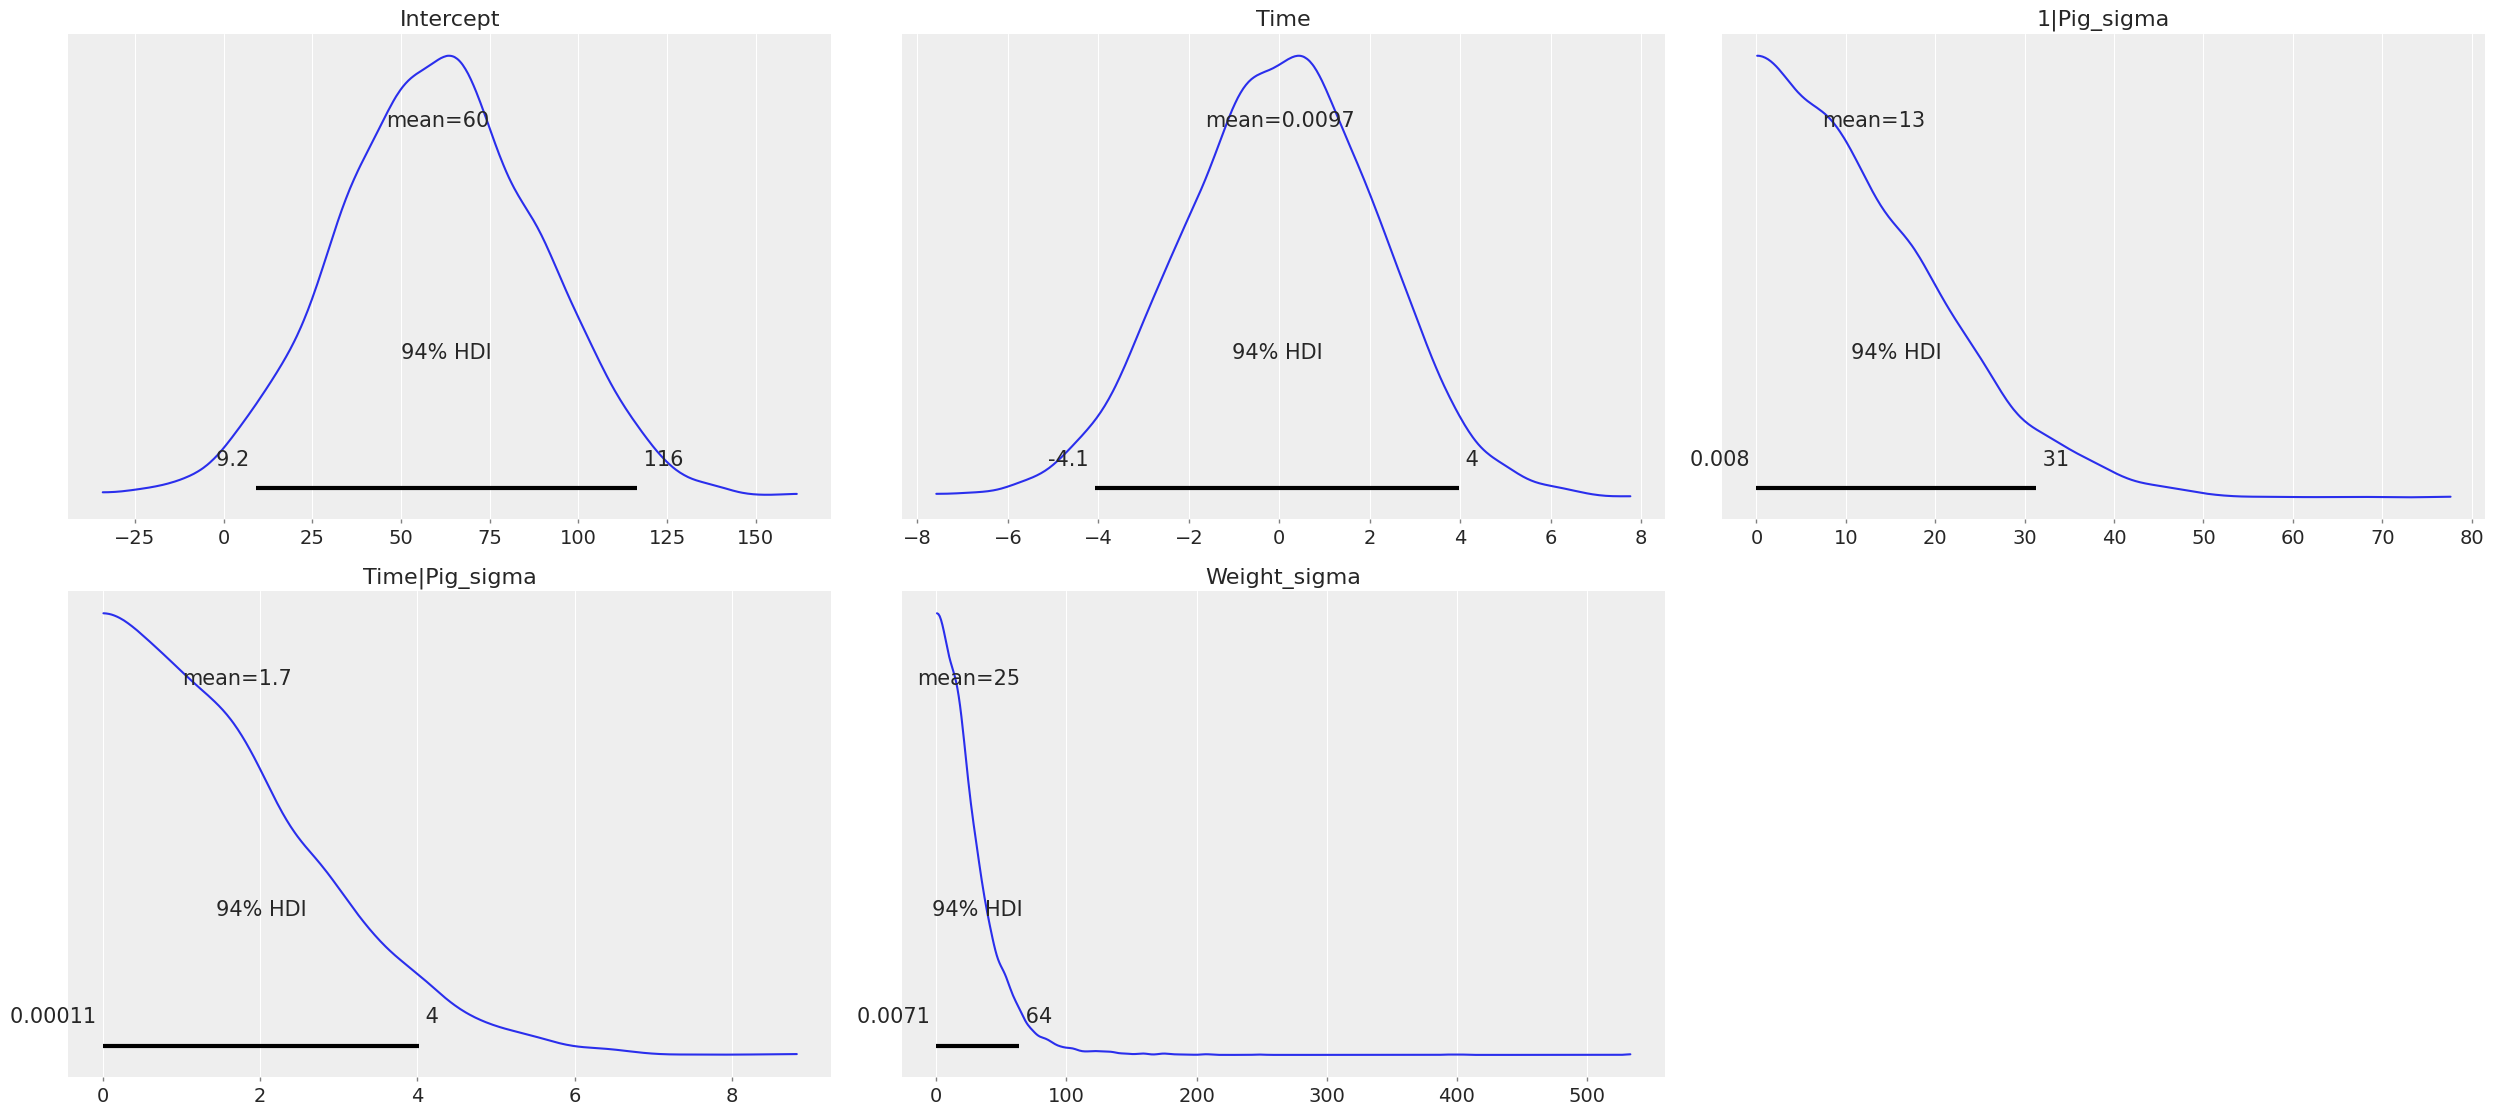 Intercept
mean=60
94% HDI
9.2
116
−25 0 25 50 75 100 125 150
Time
mean=0.0097
94% HDI
-4.1
4
−8 −6 −4 −2 0 2 4 6 8
1|Pig_sigma
mean=13
94% HDI
0.008
31
0 10 20 30 40 50 60 70 80
Time|Pig_sigma
mean=1.7
94% HDI
0.00011
4
0 2 4 6 8
Weight_sigma
mean=25
94% HDI
0.0071
64
0 100 200 300 400 500